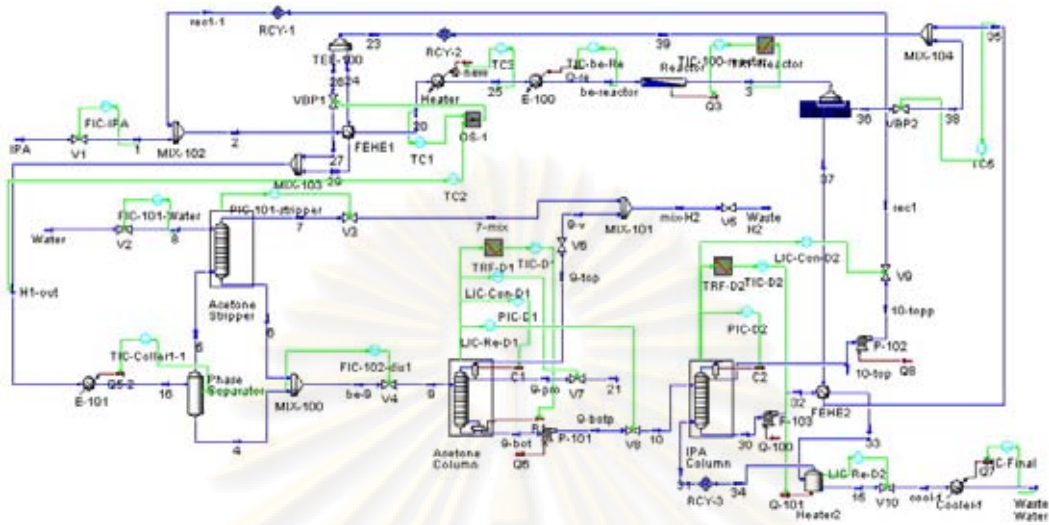 rec1-1
RCY-1
23
RCY-2
39
MIX-104
35
TEE-100
24
TC3
TIC-be-Re
TIC-100-reactor
Reactor
Heater
25
E-100
be-reactor
Q3
3
VBP1
FIC-IPA
IPA
V1
1
MIX-102
2
FEHE1
20
OS-1
TC1
36
VBP2
38
27
MIX-103
TC2
37
rec1
FIC-101-Water
PIC-101-stripper
Water
V2
8
7
V3
7-mix
9-v
MIX-101
mix-H2
V5
Waste
H2
V6
9-top
TRF-D1
TIC-D1
TRF-D2
TIC-D2
LIC-Con-D2
V9
H1-out
Acetone
Stripper
LIC-Con-D1
PIC-D1
LIC-Re-D1
PIC-D2
10-topp
P-102
5
6
TIC-Coller1-1
FIC-102-dis1
C1
9-pro
V7
21
C2
10-top
Q8
E-101
Q5-2
16
Phase
Separator
MIX-100
be-9
V4
9
9-botp
P-101
V8
10
32
FEHE2
P-103
Q-100
30
33
4
Acetone
Column
9-bot
Q6
IPA
Column
RCY-3
34
Q-101
Heater2
LIC-Re-D2
15
V10
cool-1
Q7
Cooler-1
Waste
Water